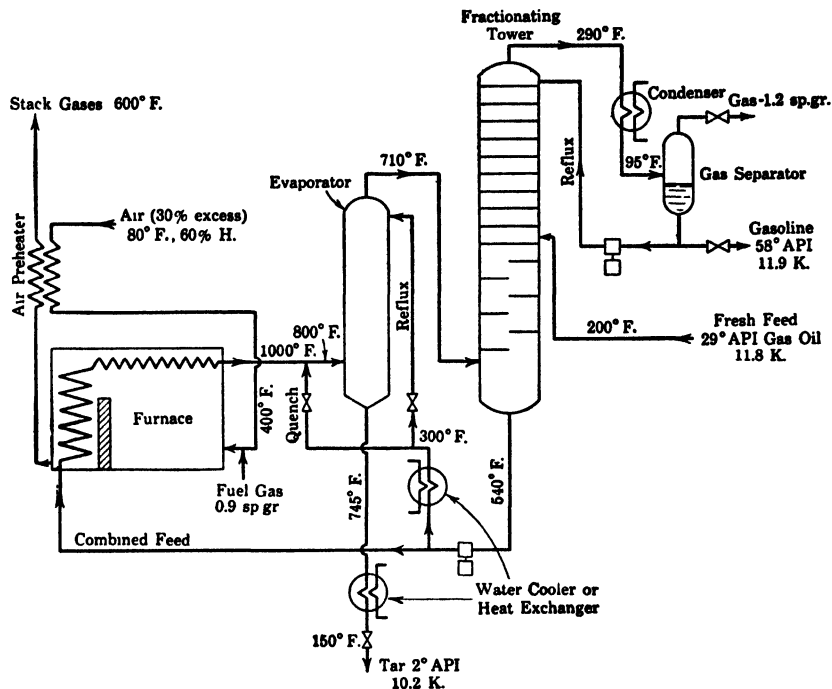 Fractionating
Tower
290° F.
Stack Gases 600° F.
Condenser
Gas-1.2 sp.gr.
710° F.
95° F.
Gas Separator
Evaporator
Reflux
Air (30% excess)
80° F., 60% H.
Air Preheater
Gasoline
58° API
11.9 K.
Reflux
800° F.
1000° F.
200° F.
Fresh Feed
29° API Gas Oil
11.8 K.
Furnace
400° F.
Quench
300° F.
Fuel Gas
0.9 sp gr
745° F.
540° F.
Combined Feed
Water Cooler or
Heat Exchanger
150° F.
Tar 2° API
10.2 K.